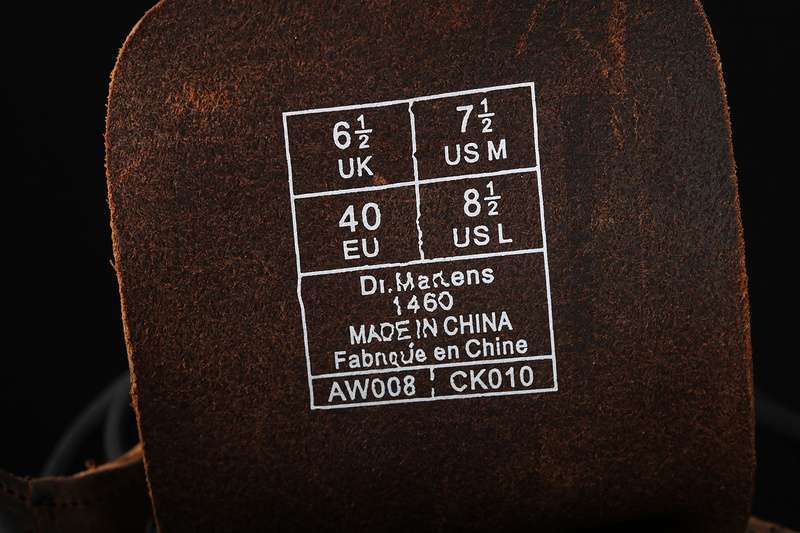 6½ UK
7½ US M
40 EU
8½ US L
Dr.Martens
1460
MADE IN CHINA
Fabriqué en Chine
AW008 CK010